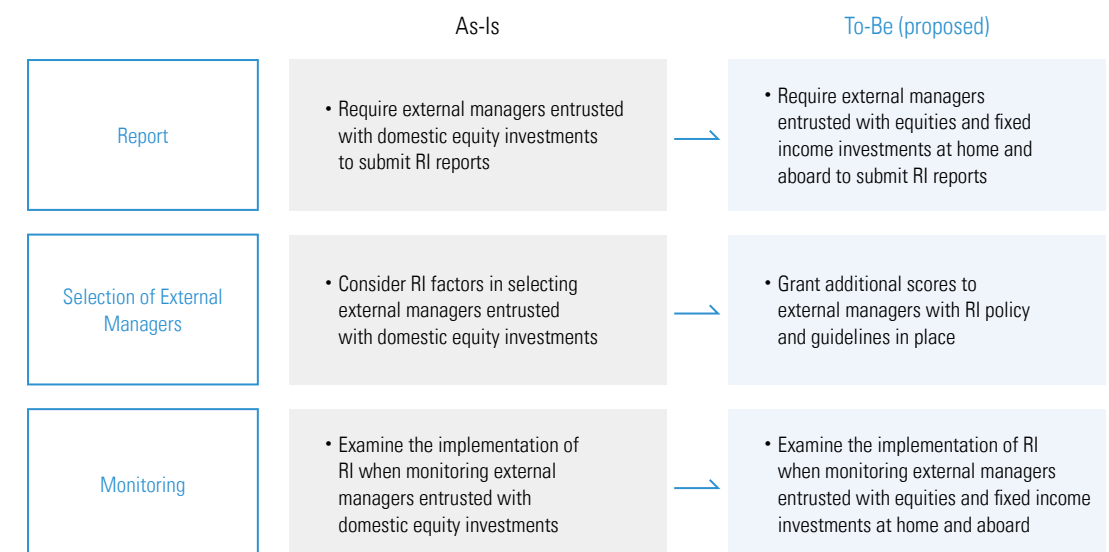 As-Is
To-Be (proposed)
Report
• Require external managers entrusted
with domestic equity investments
to submit RI reports
• Require external managers
entrusted with equities and fixed
income investments at home and
aboard to submit RI reports
Selection of External
Managers
• Consider RI factors in selecting
external managers entrusted
with domestic equity investments
• Grant additional scores to
external managers with RI policy
and guidelines in place
Monitoring
• Examine the implementation of
RI when monitoring external
managers entrusted with
domestic equity investments
• Examine the implementation of RI
when monitoring external managers
entrusted with equities and fixed income
investments at home and aboard